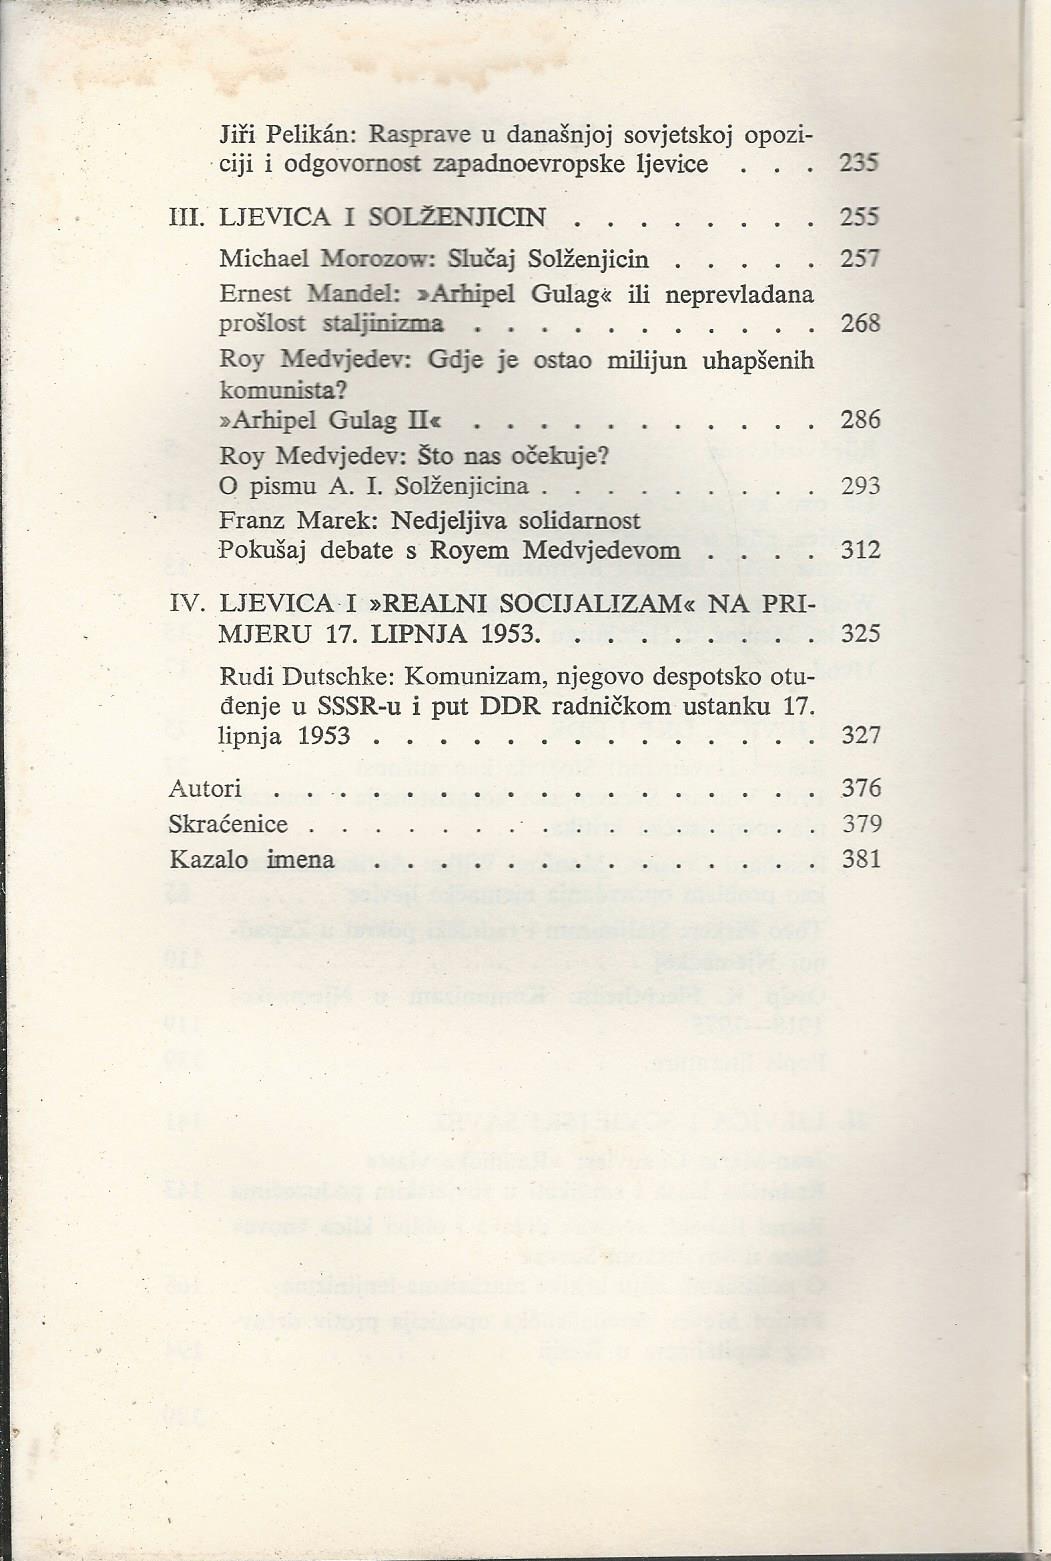 Jiři Pelikán: Rasprave u današnjoj sovjetskoj opozi-
ciji i odgovornost zapadnoevropske ljevice . . . 235
III. LJEVICA I SOLŽENJICIN . . . . . . . . 255
Michael Morozow: Slučaj Solženjicin . . . . . 257
Ernest Mandel: »Arhipel Gulag« ili neprevladana
prošlost staljinizma . . . . . . . . . . . 268
Roy Medvjedev: Gdje je ostao milijun uhapšenih
komunista?
»Arhipel Gulag II« . . . . . . . . . . . 286
Roy Medvjedev: Što nas očekuje?
O pismu A. I. Solženjicina . . . . . . . . . 293
Franz Marek: Nedjeljiva solidarnost
Pokušaj debate s Royem Medvjedevom . . . . 312
IV. LJEVICA I »REALNI SOCIJALIZAM« NA PRI-
MJERU 17. LIPNJA 1953. . . . . . . . . . 325
Rudi Dutschke: Komunizam, njegovo despotsko otu-
đenje u SSSR-u i put DDR radničkom ustanku 17.
lipnja 1953 . . . . . . . . . . . . . . 327
Autori . . . . . . . . . . . . . . . . . 376
Skraćenice . . . . . . . . . . . . . . . . 379
Kazalo imena . . . . . . . . . . . . . . 381